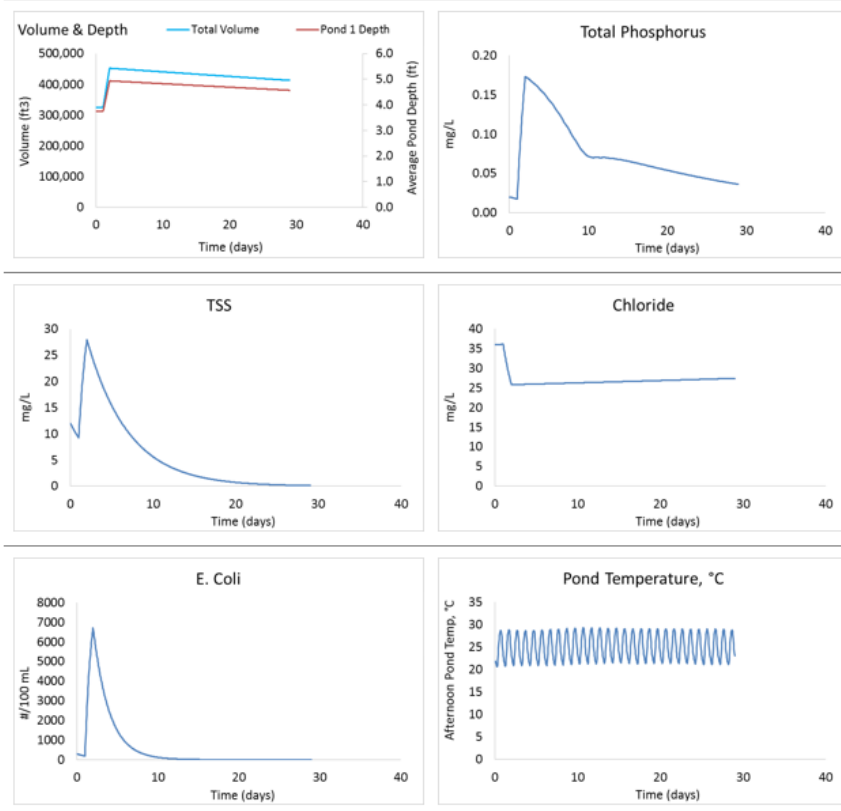 Volume & Depth
Total Volume
Pond 1 Depth
500,000
400,000
300,000
200,000
100,000
0
Volume (ft3)
6.0
5.0
4.0
3.0
2.0
1.0
0.0
Average Pond Depth (ft)
0 10 20 30 40
Time (days)
Total Phosphorus
0.20
0.15
0.10
0.05
0.00
mg/L
0 10 20 30 40
Time (days)
TSS
30
25
20
15
10
5
0
mg/L
0 10 20 30 40
Time (days)
Chloride
40
35
30
25
20
15
10
5
0
mg/L
0 10 20 30 40
Time (days)
E. Coli
8000
7000
6000
5000
4000
3000
2000
1000
0
#/100 mL
0 10 20 30 40
Time (days)
Pond Temperature, °C
35
30
25
20
15
10
5
0
Afternoon Pond Temp, °C
0 10 20 30 40
Time (days)